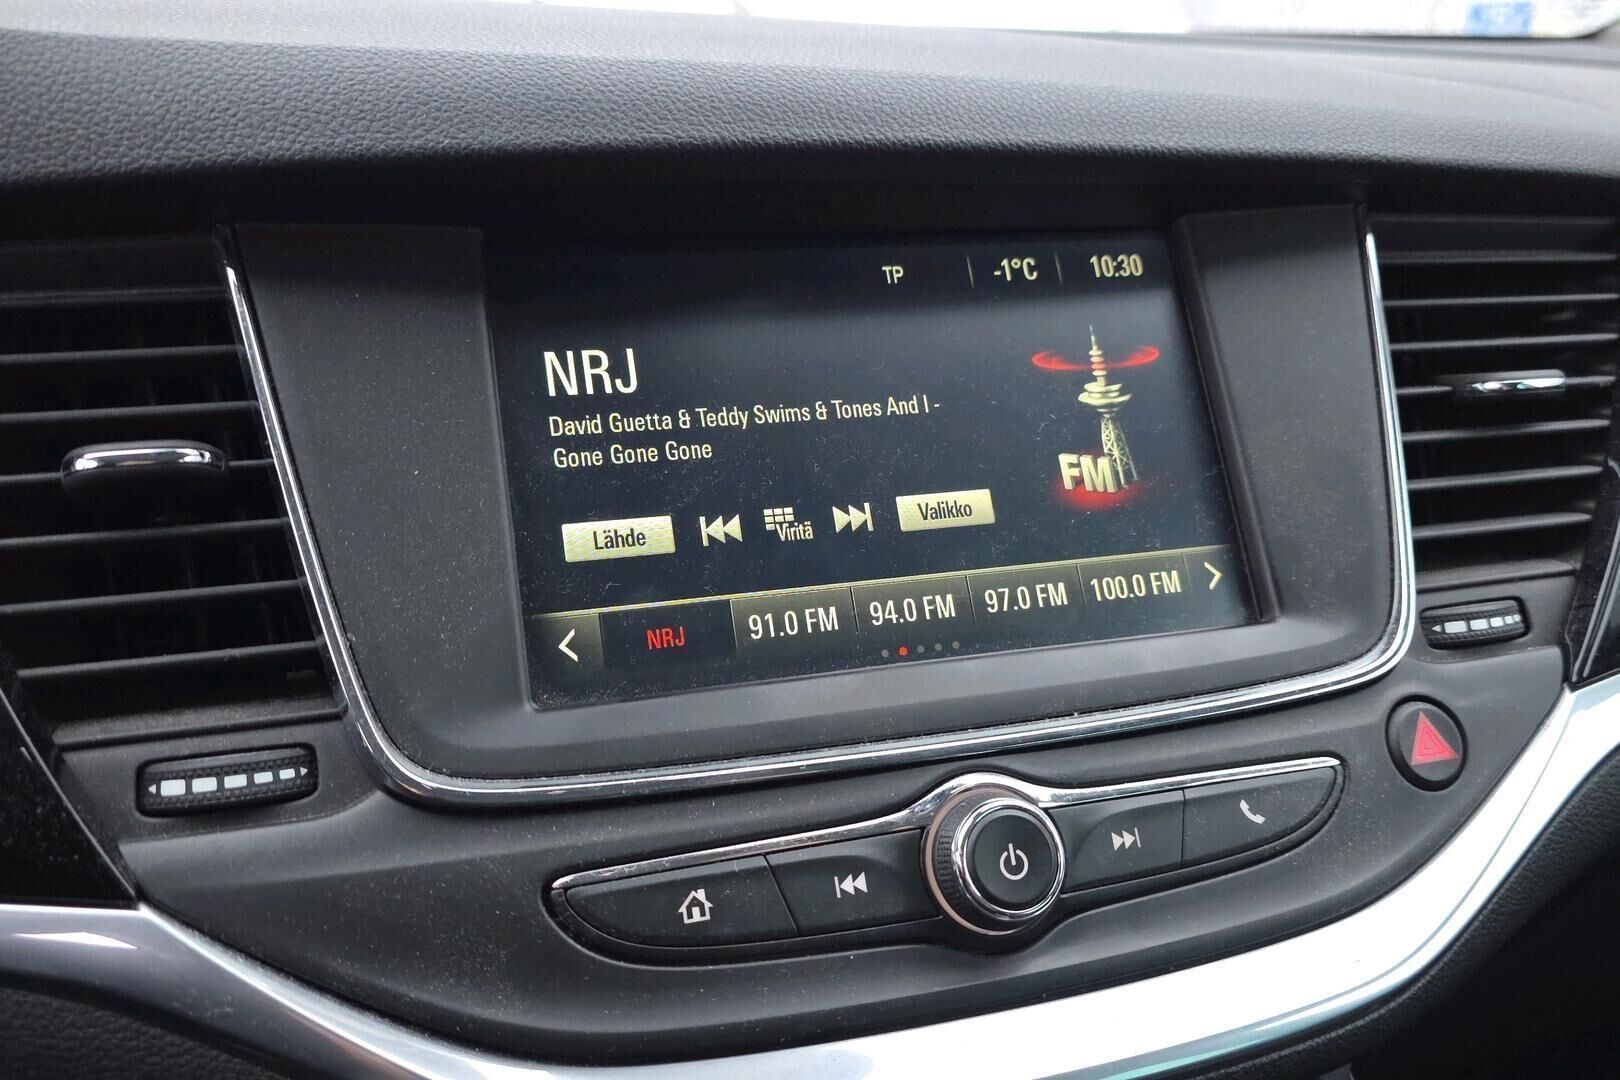 TP -1°C 10:30
NRJ
David Guetta & Teddy Swims & Tones And I -
Gone Gone Gone
FM
Lähde Viritä Valikko
NRJ 91.0 FM 94.0 FM 97.0 FM 100.0 FM